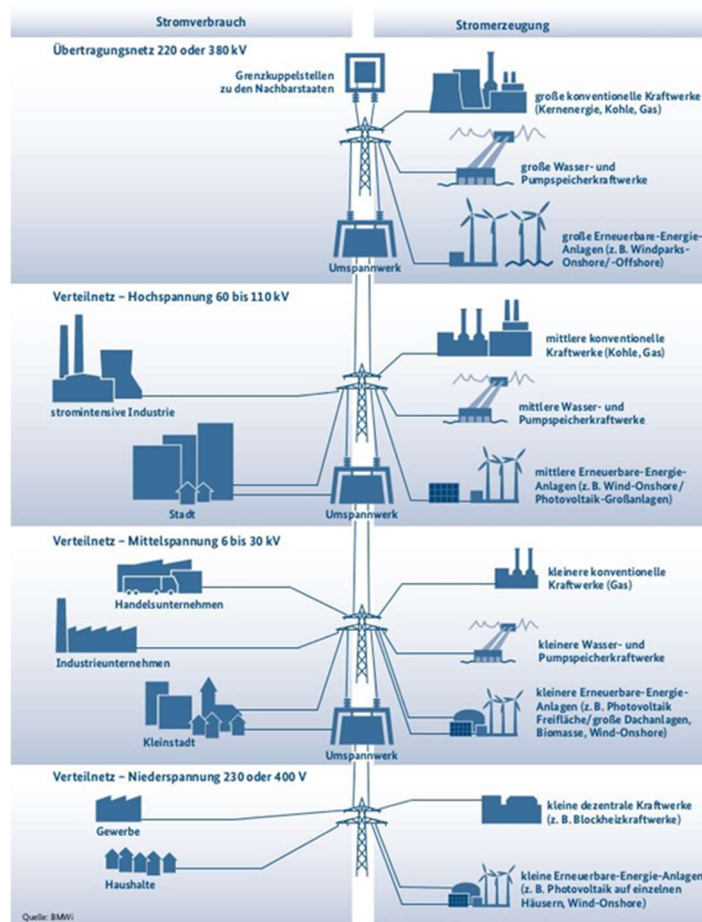 Stromverbrauch
Stromerzeugung
Übertragungsnetz 220 oder 380 kV
Grenzkuppelstellen
zu den Nachbarstaaten
große konventionelle Kraftwerke
(Kernenergie, Kohle, Gas)
große Wasser- und
Pumpspeicherkraftwerke
große Erneuerbare-Energie-
Anlagen (z. B. Windparks-
Onshore/-Offshore)
Umspannwerk
Verteilnetz – Hochspannung 60 bis 110 kV
stromintensive Industrie
Stadt
mittlere konventionelle
Kraftwerke (Kohle, Gas)
mittlere Wasser- und
Pumpspeicherkraftwerke
mittlere Erneuerbare-Energie-
Anlagen (z. B. Wind-Onshore/
Photovoltaik-Großanlagen)
Umspannwerk
Verteilnetz – Mittelspannung 6 bis 30 kV
Handelsunternehmen
Industrieunternehmen
Kleinstadt
kleinere konventionelle
Kraftwerke (Gas)
kleinere Wasser- und
Pumpspeicherkraftwerke
kleinere Erneuerbare-Energie-
Anlagen (z. B. Photovoltaik
Freifläche/große Dachanlagen,
Biomasse, Wind-Onshore)
Umspannwerk
Verteilnetz – Niederspannung 230 oder 400 V
Gewerbe
Haushalte
kleine dezentrale Kraftwerke
(z. B. Blockheizkraftwerke)
kleine Erneuerbare-Energie-Anlagen
(z. B. Photovoltaik auf einzelnen
Häusern, Wind-Onshore)
Quelle: BMWi